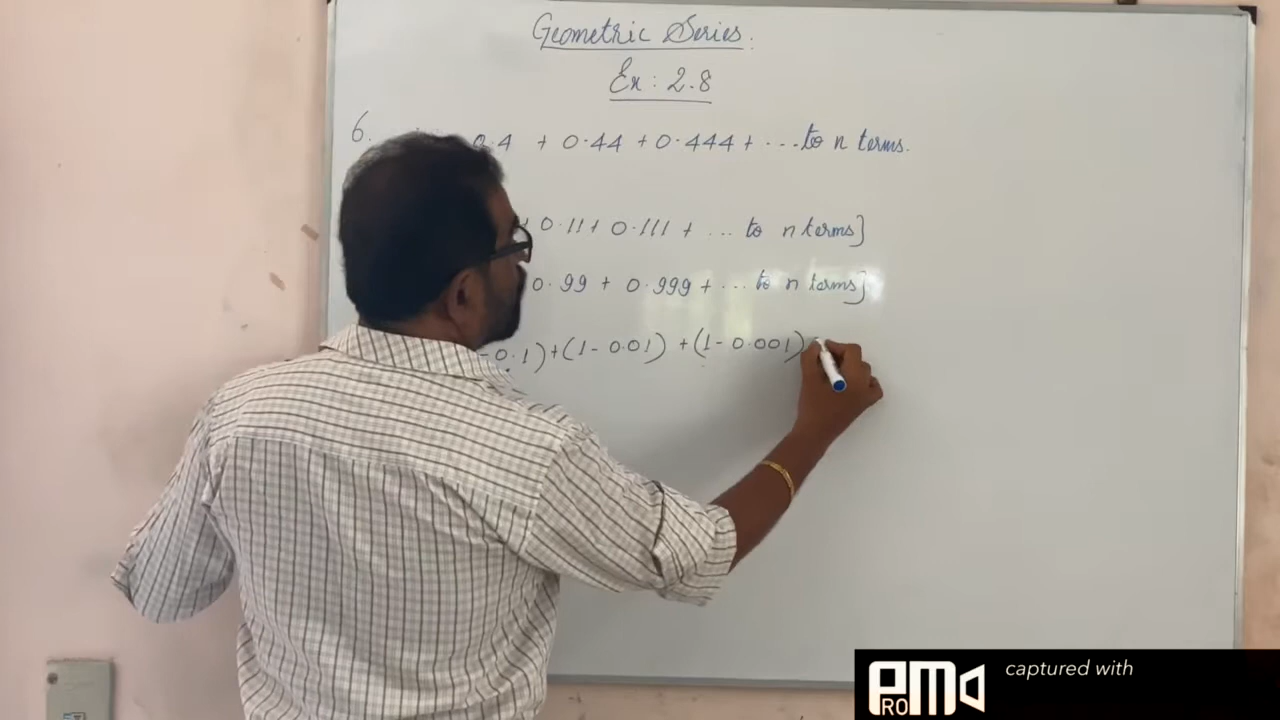 Geometric Series.
Ex: 2.8
6. 0.4 + 0.44 + 0.444 + ... to n terms.
+ 0.11 + 0.111 + ... to n terms]
0.99 + 0.999 + ... to n terms]
- 0.1) + (1 - 0.01) + (1 - 0.001)
PRO M
captured with